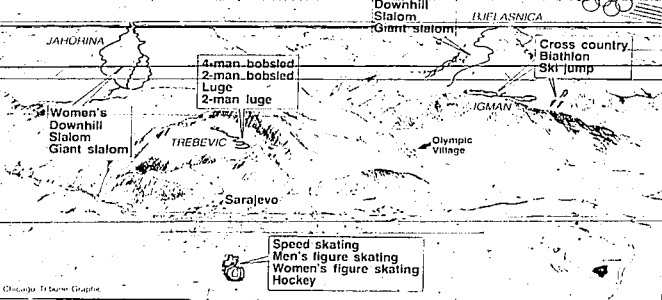 Downhill
Slalom
Giant slalom
BJELASNICA
JAHORINA
4-man bobsled
2-man bobsled
Luge
2-man luge
Cross country
Biathlon
Ski jump
Women's
Downhill
Slalom
Giant slalom
TREBEVIC
IGMAN
Olympic
Village
Sarajevo
Speed skating
Men's figure skating
Women's figure skating
Hockey
Chicago Tribune Graphic